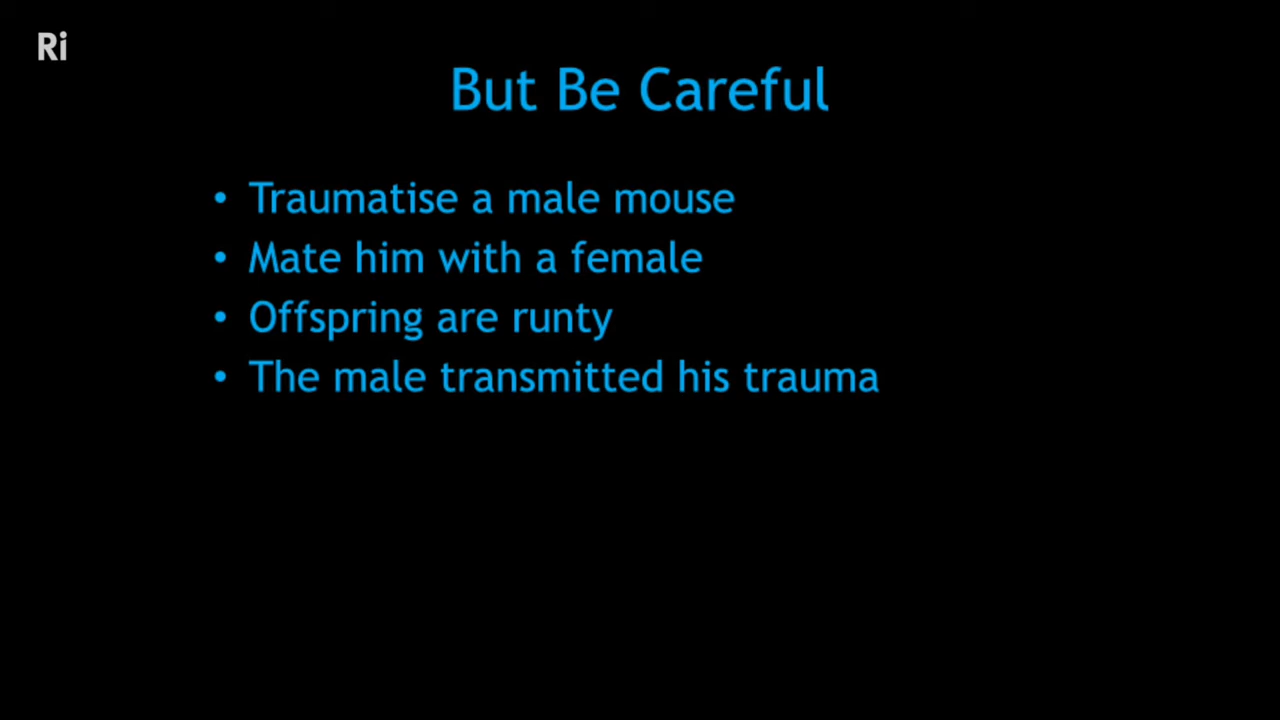 Ri
But Be Careful
• Traumatise a male mouse
• Mate him with a female
• Offspring are runty
• The male transmitted his trauma